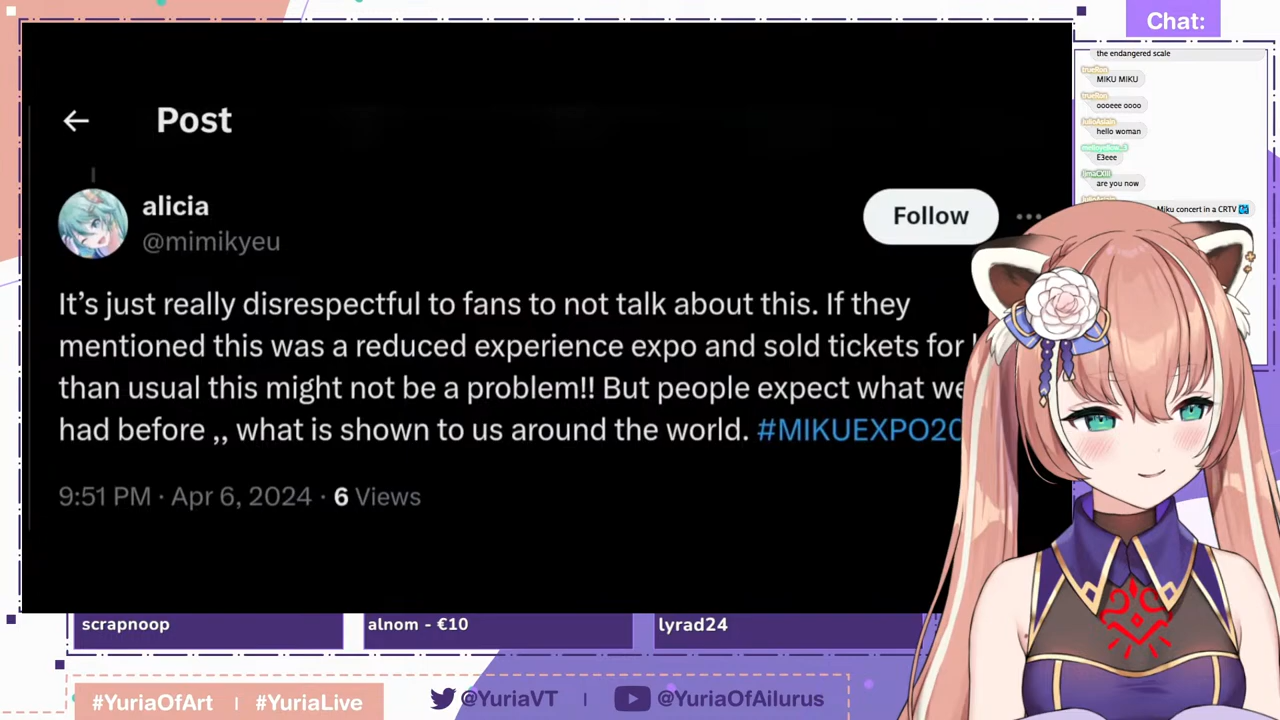 Chat:
the endangered scale
MIKU MIKU
ooeeee oooo
hello woman
E3eee
are you now
Miku concert in a CRTV
Post
alicia
@mimikyeu
Follow
It’s just really disrespectful to fans to not talk about this. If they
mentioned this was a reduced experience expo and sold tickets for
than usual this might not be a problem!! But people expect what we
had before ,, what is shown to us around the world. #MIKUEXPO20
9:51 PM · Apr 6, 2024 · 6 Views
scrapnoop
alnom - €10
lyrad24
#YuriaOfArt | #YuriaLive
@YuriaVT | @YuriaOfAilurus